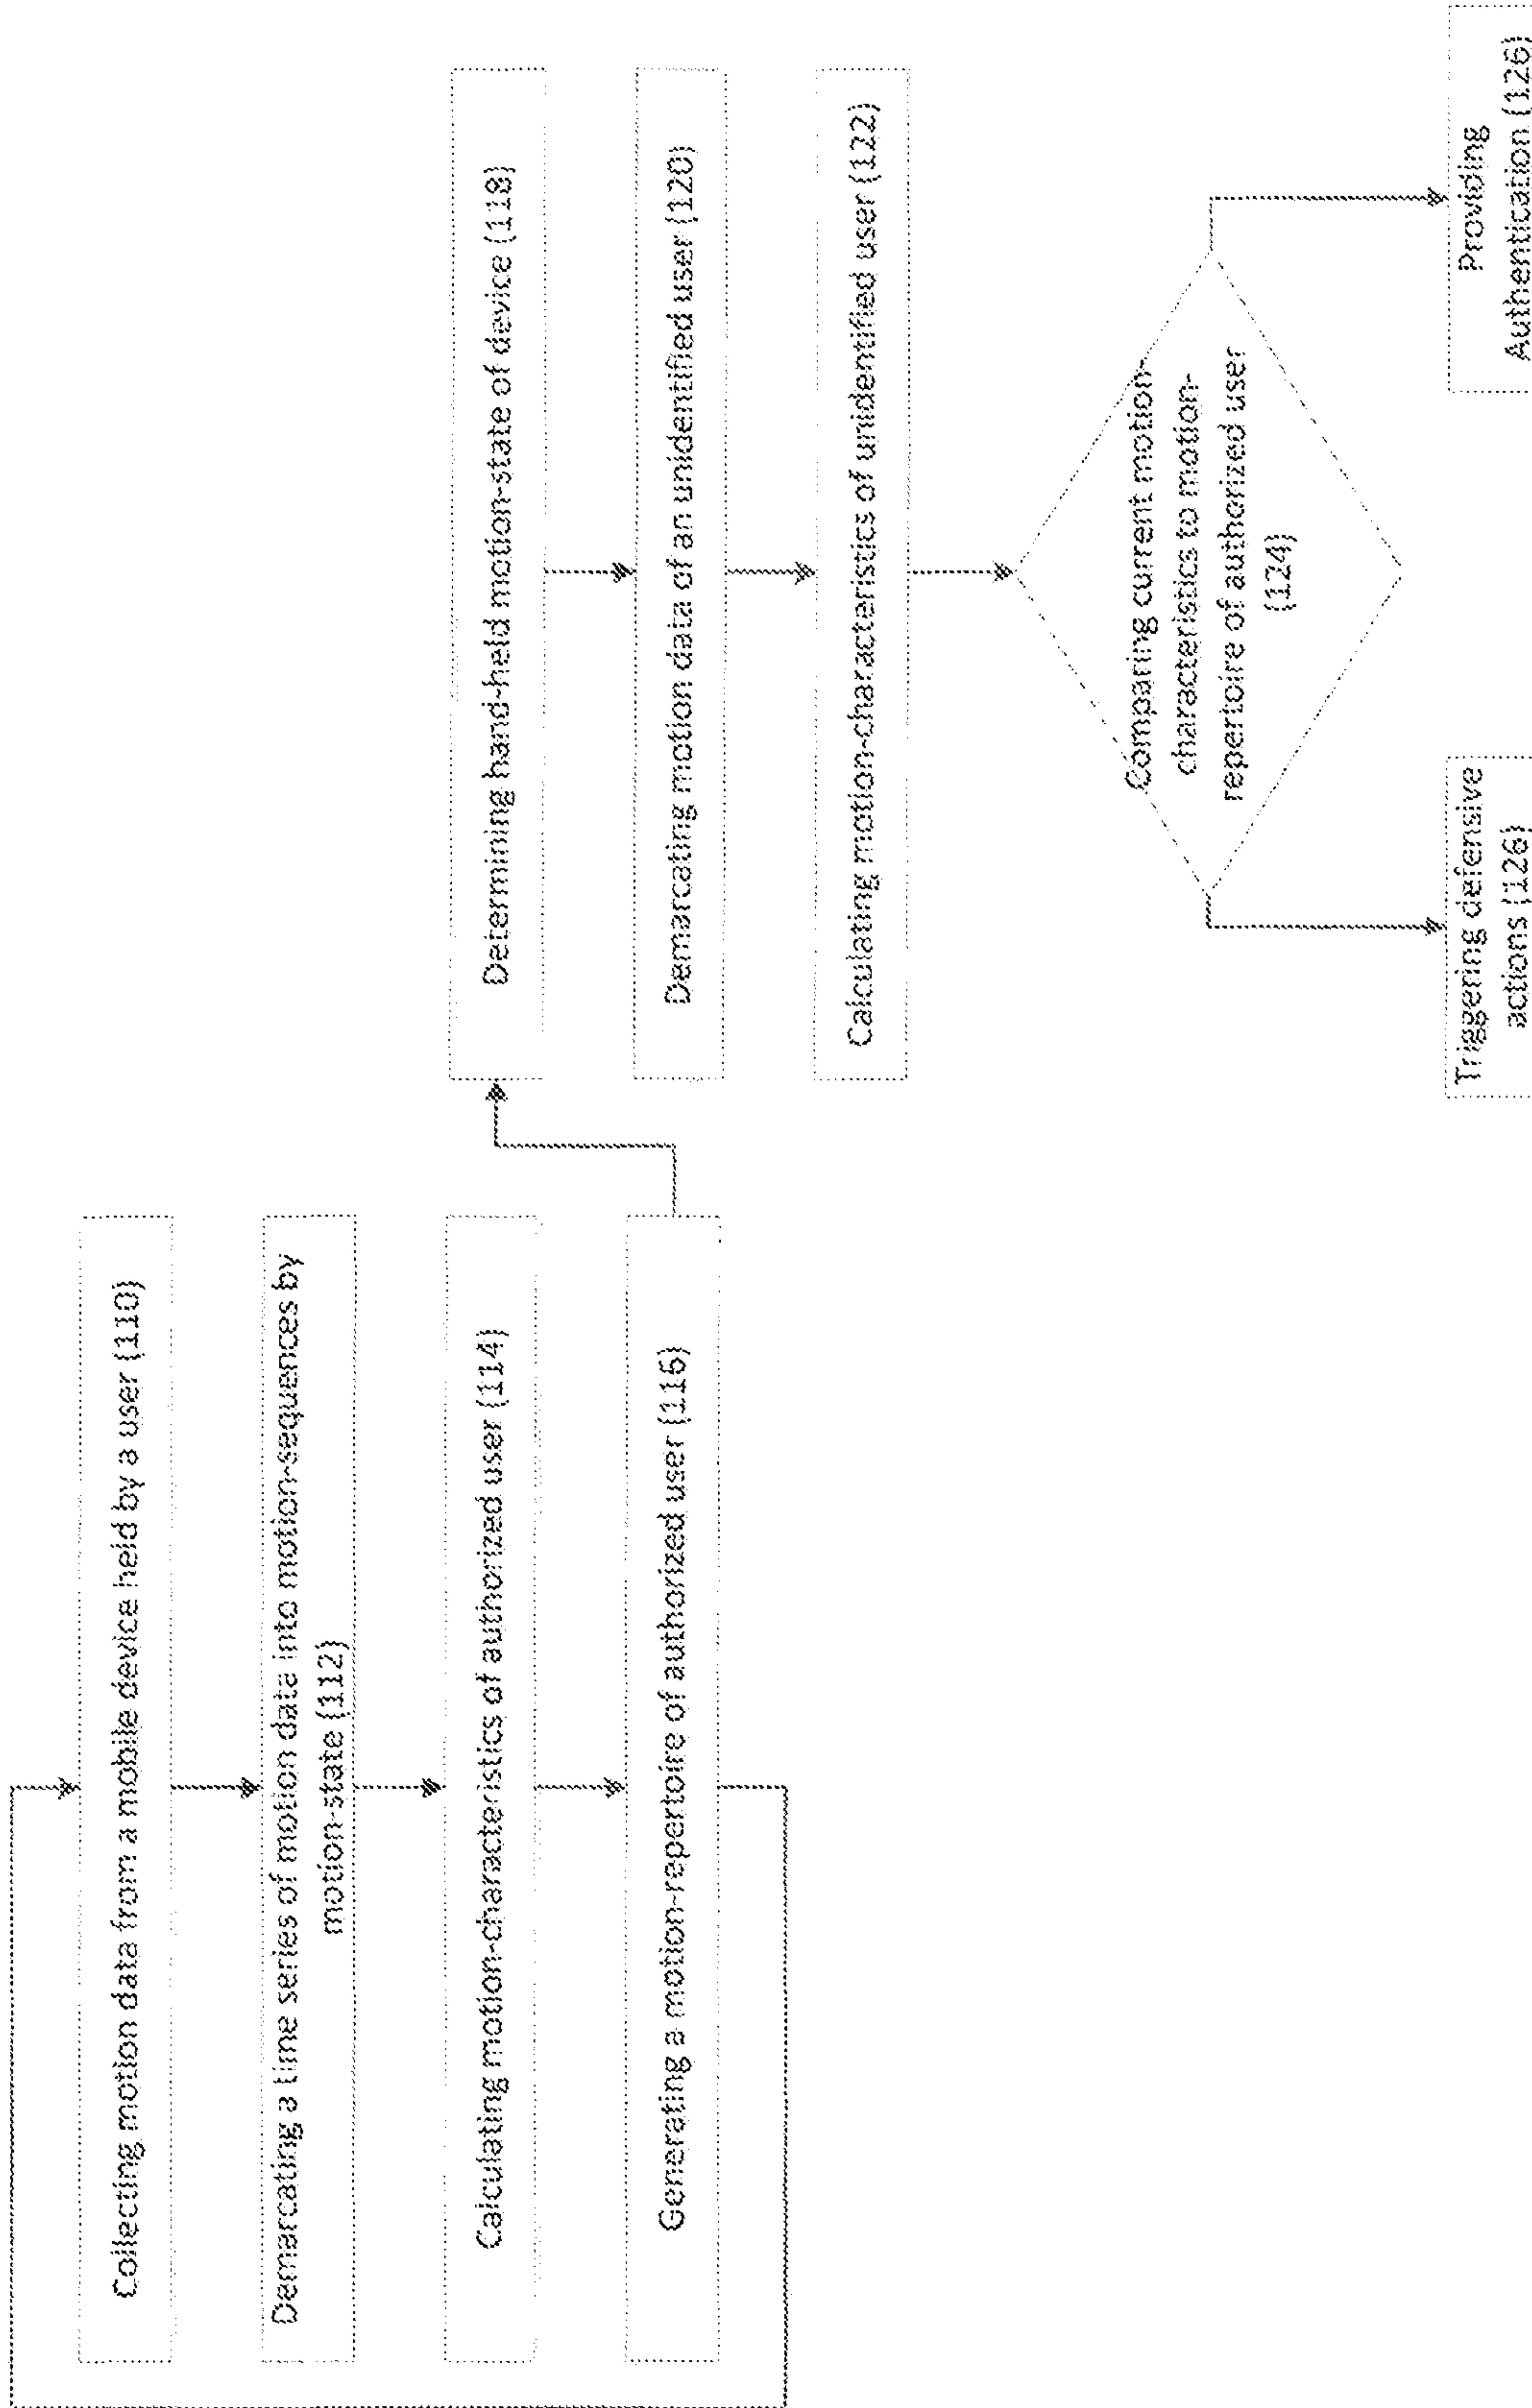 Collecting motion data from a mobile device held by a user (110)
Demarcating a time series of motion data into motion-sequences by
motion-state (112)
Calculating motion-characteristics of authorized user (114)
Generating a motion-repertoire of authorized user (116)
Determining hand-held motion-state of device (118)
Demarcating motion data of an unidentified user (120)
Calculating motion-characteristics of unidentified user (122)
Comparing current motion-
characteristics to motion-
repertoire of authorized user
(124)
Triggering defensive
actions (126)
Providing
Authentication (126)